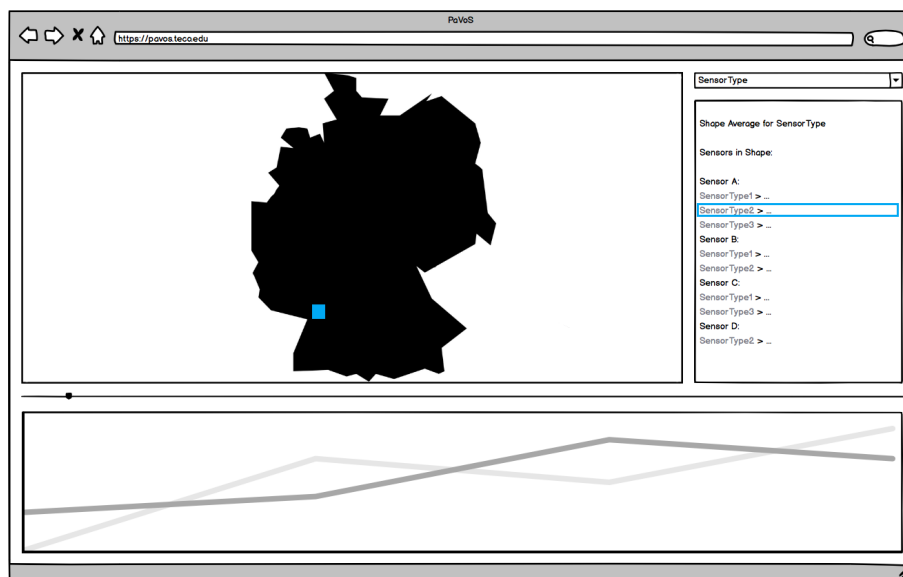 PaVoS
https://pavos.teco.edu
SensorType
Shape Average for SensorType
Sensors in Shape:
Sensor A:
SensorType1 > ...
SensorType2 > ...
SensorType3 > ...
Sensor B:
SensorType1 > ...
SensorType2 > ...
Sensor C:
SensorType1 > ...
SensorType3 > ...
Sensor D:
SensorType2 > ...